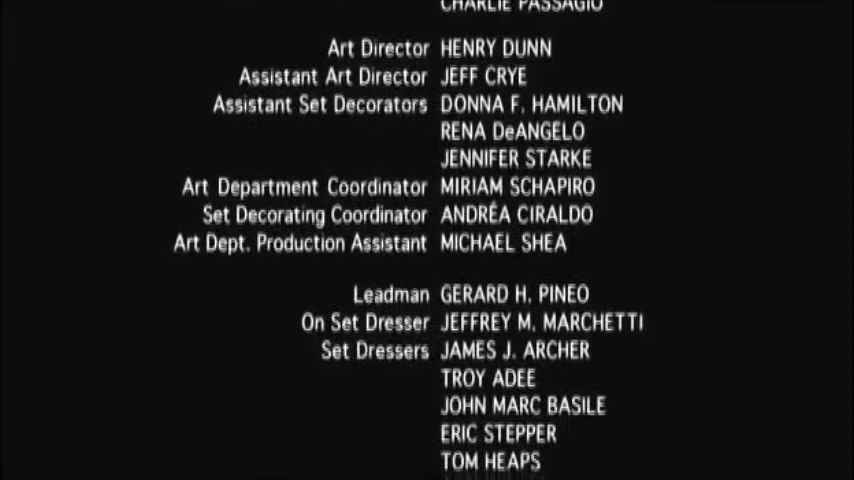 CHARLIE PASSAGIO
Art Director HENRY DUNN
Assistant Art Director JEFF CRYE
Assistant Set Decorators DONNA F. HAMILTON
RENA DeANGELO
JENNIFER STARKE
Art Department Coordinator MIRIAM SCHAPIRO
Set Decorating Coordinator ANDRÉA CIRALDO
Art Dept. Production Assistant MICHAEL SHEA
Leadman GERARD H. PINEO
On Set Dresser JEFFREY M. MARCHETTI
Set Dressers JAMES J. ARCHER
TROY ADEE
JOHN MARC BASILE
ERIC STEPPER
TOM HEAPS